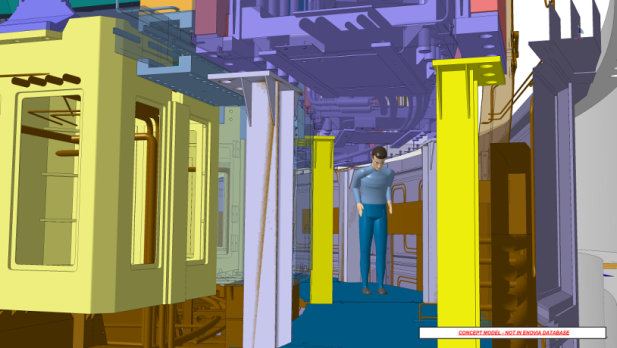 CONCEPT MODEL - NOT IN ENOVIA DATABASE